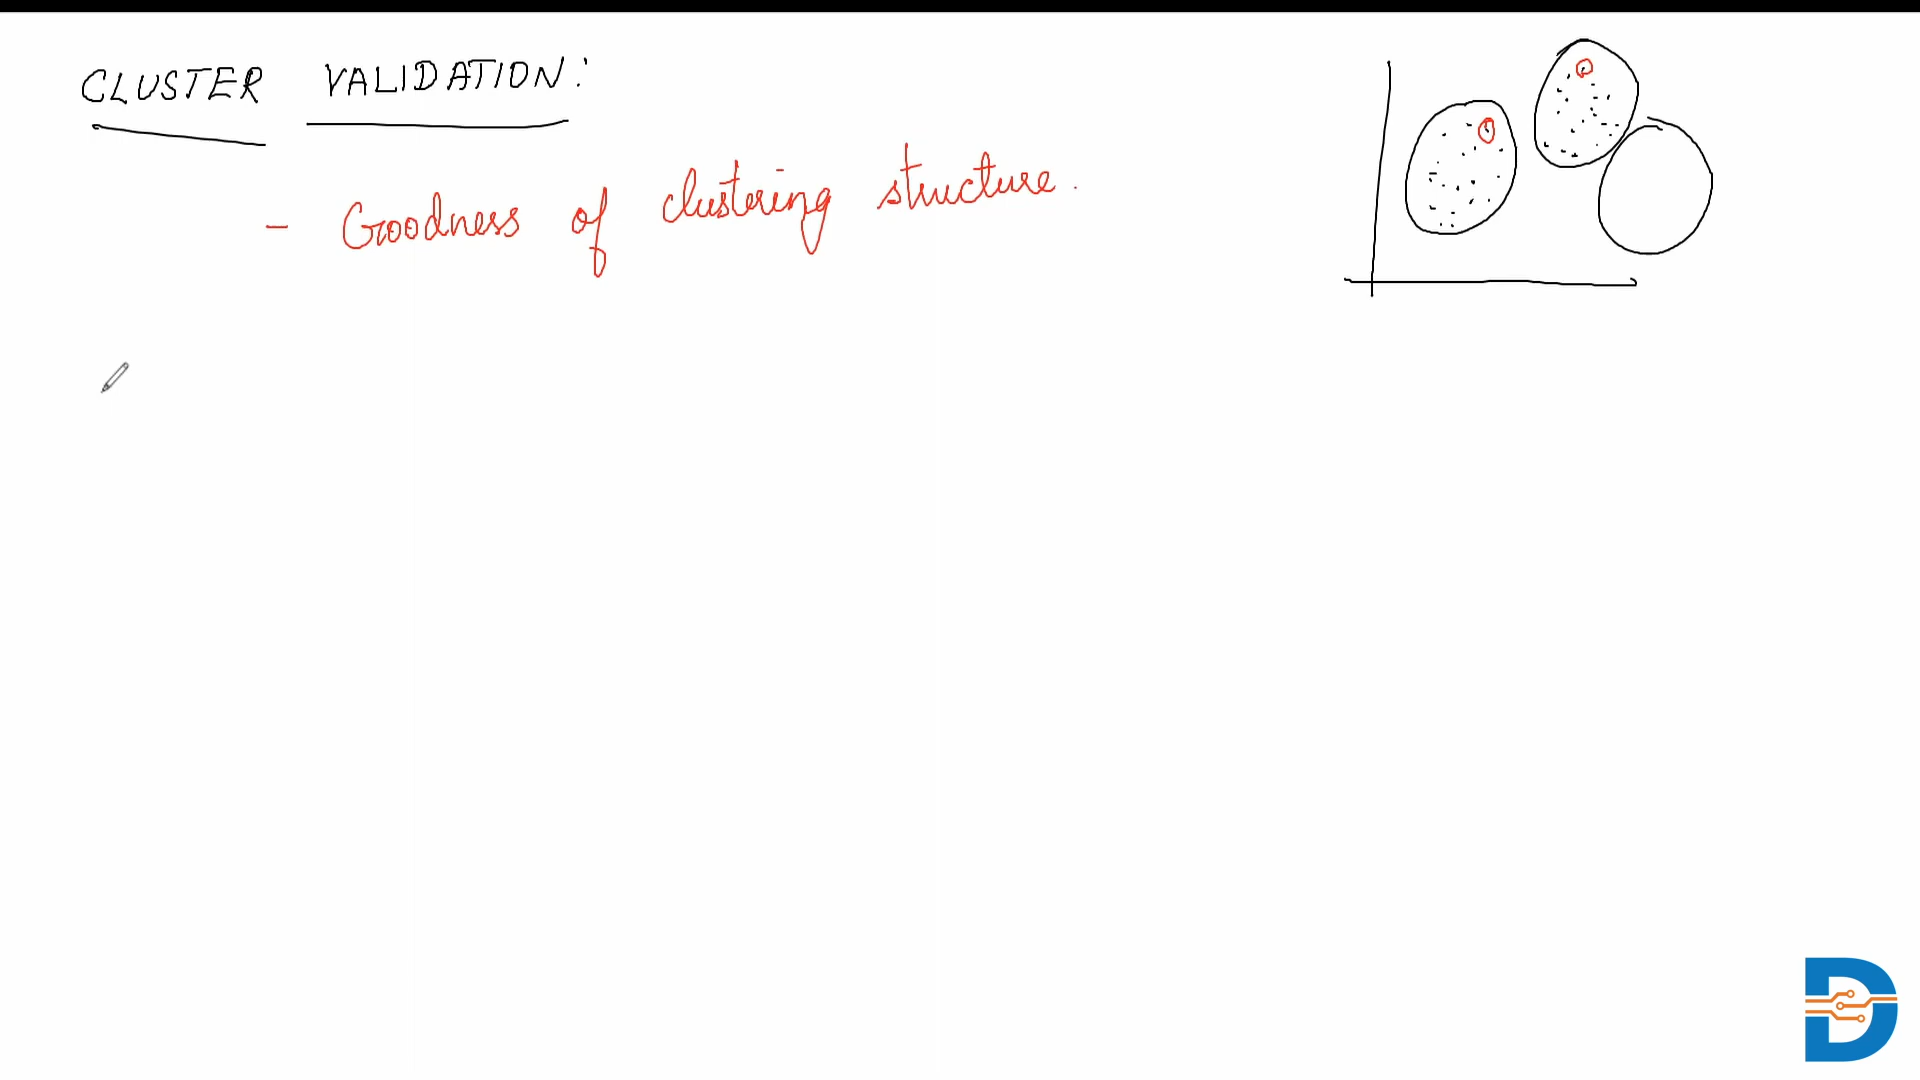 CLUSTER VALIDATION:
- Goodness of clustering structure.